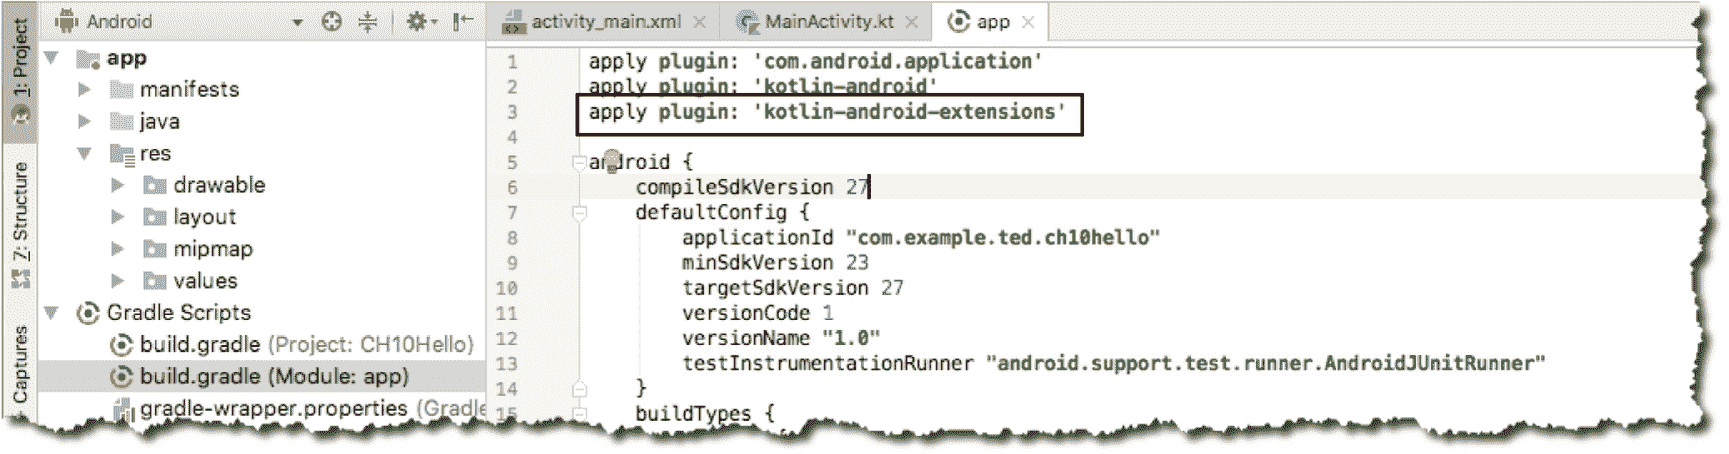 1: Project
7: Structure
Captures
Android
app
manifests
java
res
drawable
layout
mipmap
values
Gradle Scripts
build.gradle (Project: CH10Hello)
build.gradle (Module: app)
gradle-wrapper.properties (Gradle
activity_main.xml
MainActivity.kt
app
1 apply plugin: 'com.android.application'
2 apply plugin: 'kotlin-android'
3 apply plugin: 'kotlin-android-extensions'
4
5 android {
6 compileSdkVersion 27
7 defaultConfig {
8 applicationId "com.example.ted.ch10hello"
9 minSdkVersion 23
10 targetSdkVersion 27
11 versionCode 1
12 versionName "1.0"
13 testInstrumentationRunner "android.support.test.runner.AndroidJUnitRunner"
14 }
15 buildTypes {